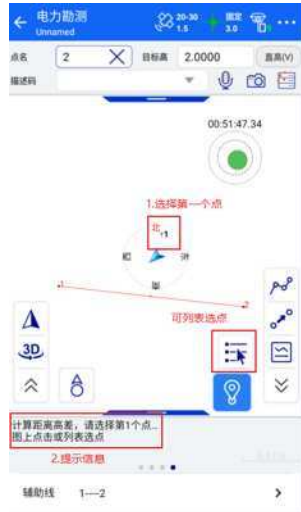 电力勘测
Unnamed
20-30
1.5
固定
3.0
点名
2
目标高
2.0000
直高(V)
描述码
00:51:47.34
1.选择第一个点
北
1
西
东
南
1
2
可列表选点
3D
计算距离高差，请选择第1个点...
图上点击或列表选点
2.提示信息
辅助线
1---2